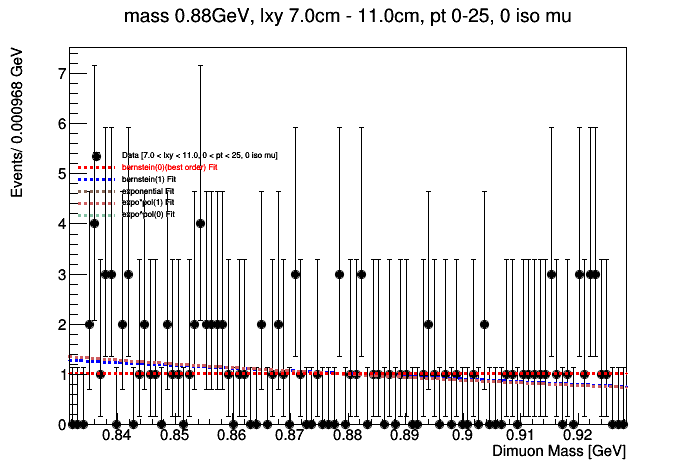 mass 0.88GeV, lxy 7.0cm - 11.0cm, pt 0-25, 0 iso mu
Events/ 0.000968 GeV
7
6
5
4
3
2
1
0
Data [7.0 < lxy < 11.0, 0 < pt < 25, 0 iso mu]
bernstein(0)(best order) Fit
bernstein(1) Fit
exponential Fit
expo*pol(1) Fit
expo*pol(0) Fit
0.84 0.85 0.86 0.87 0.88 0.89 0.9 0.91 0.92
Dimuon Mass [GeV]